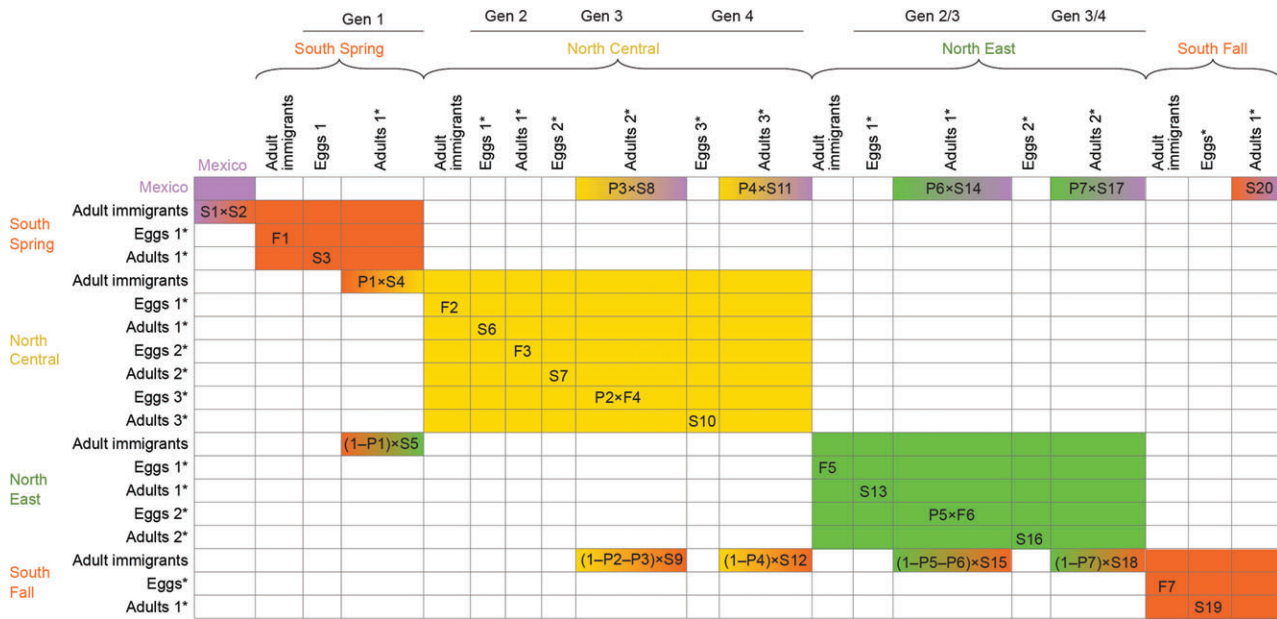 Gen 1 Gen 2 Gen 3 Gen 4 Gen 2/3 Gen 3/4
South Spring North Central North East South Fall
Mexico Adult immigrants Eggs 1 Adults 1* Adult immigrants Eggs 1* Adults 1* Eggs 2* Adults 2* Eggs 3* Adults 3* Adult immigrants Eggs 1* Adults 1* Eggs 2* Adults 2* Adult immigrants Eggs* Adults 1*
Mexico P3×S8 P4×S11 P6×S14 P7×S17 S20
South Spring
Adult immigrants S1×S2
Eggs 1* F1
Adults 1* S3
North Central
Adult immigrants P1×S4
Eggs 1* F2
Adults 1* S6
Eggs 2* F3
Adults 2* S7
Eggs 3* P2×F4
Adults 3* S10
North East
Adult immigrants (1–P1)×S5
Eggs 1* F5
Adults 1* S13
Eggs 2* P5×F6
Adults 2* S16
South Fall
Adult immigrants (1–P2–P3)×S9 (1–P4)×S12 (1–P5–P6)×S15 (1–P7)×S18
Eggs* F7
Adults 1* S19